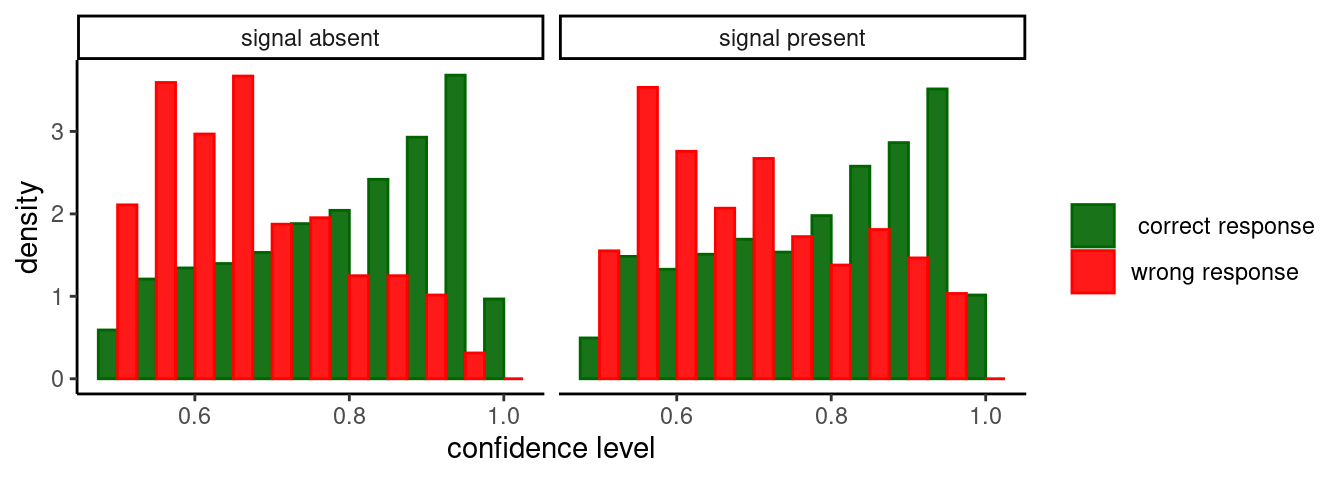 signal absent
signal present
density
3
2
1
0
0.6
0.8
1.0
0.6
0.8
1.0
confidence level
correct response
wrong response